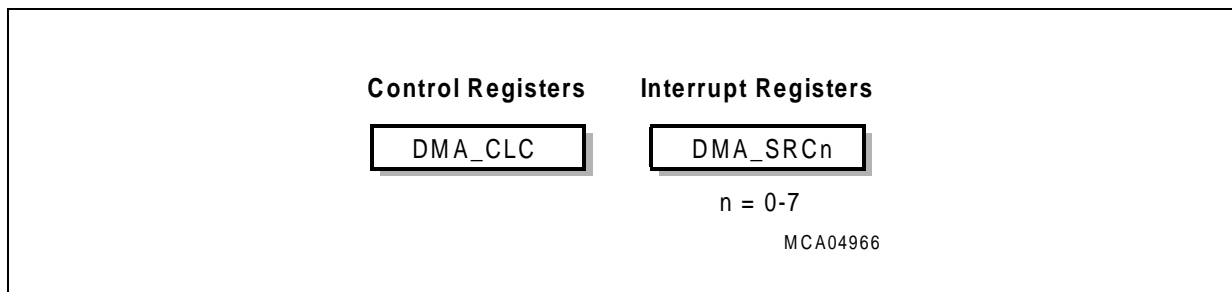 Control Registers Interrupt Registers
DMA_CLC DMA_SRCn
n = 0-7
MCA04966